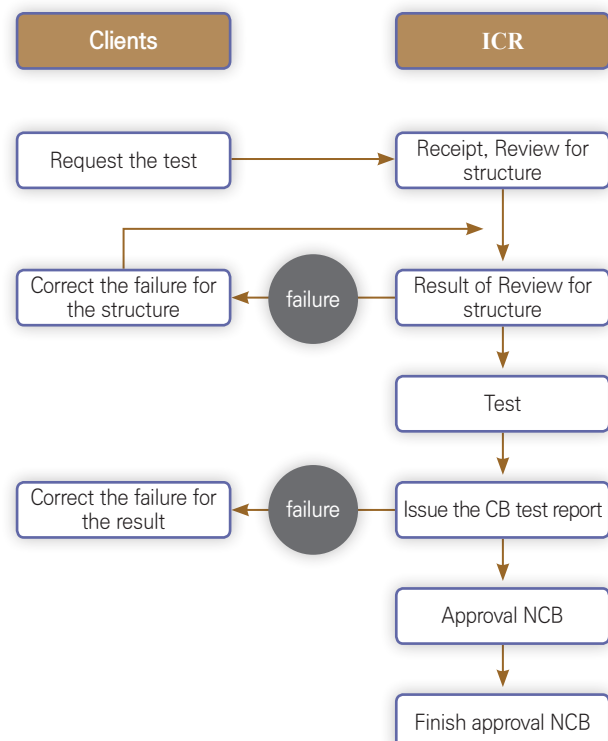 Clients
ICR
Request the test
Receipt, Review for
structure
Correct the failure for
the structure
failure
Result of Review for
structure
Test
Correct the failure for
the result
failure
Issue the CB test report
Approval NCB
Finish approval NCB